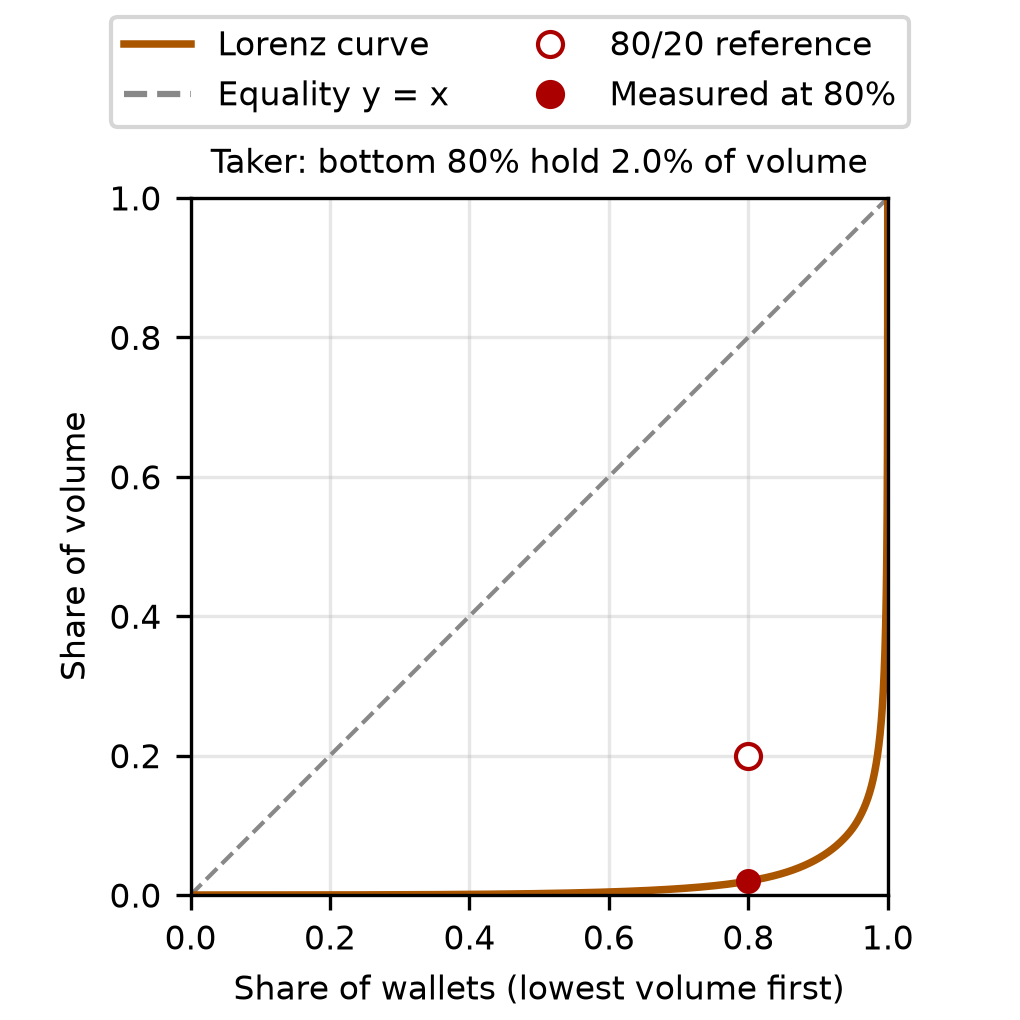 Lorenz curve
Equality y = x
80/20 reference
Measured at 80%
Taker: bottom 80% hold 2.0% of volume
Share of volume
1.0
0.8
0.6
0.4
0.2
0.0
0.0 0.2 0.4 0.6 0.8 1.0
Share of wallets (lowest volume first)